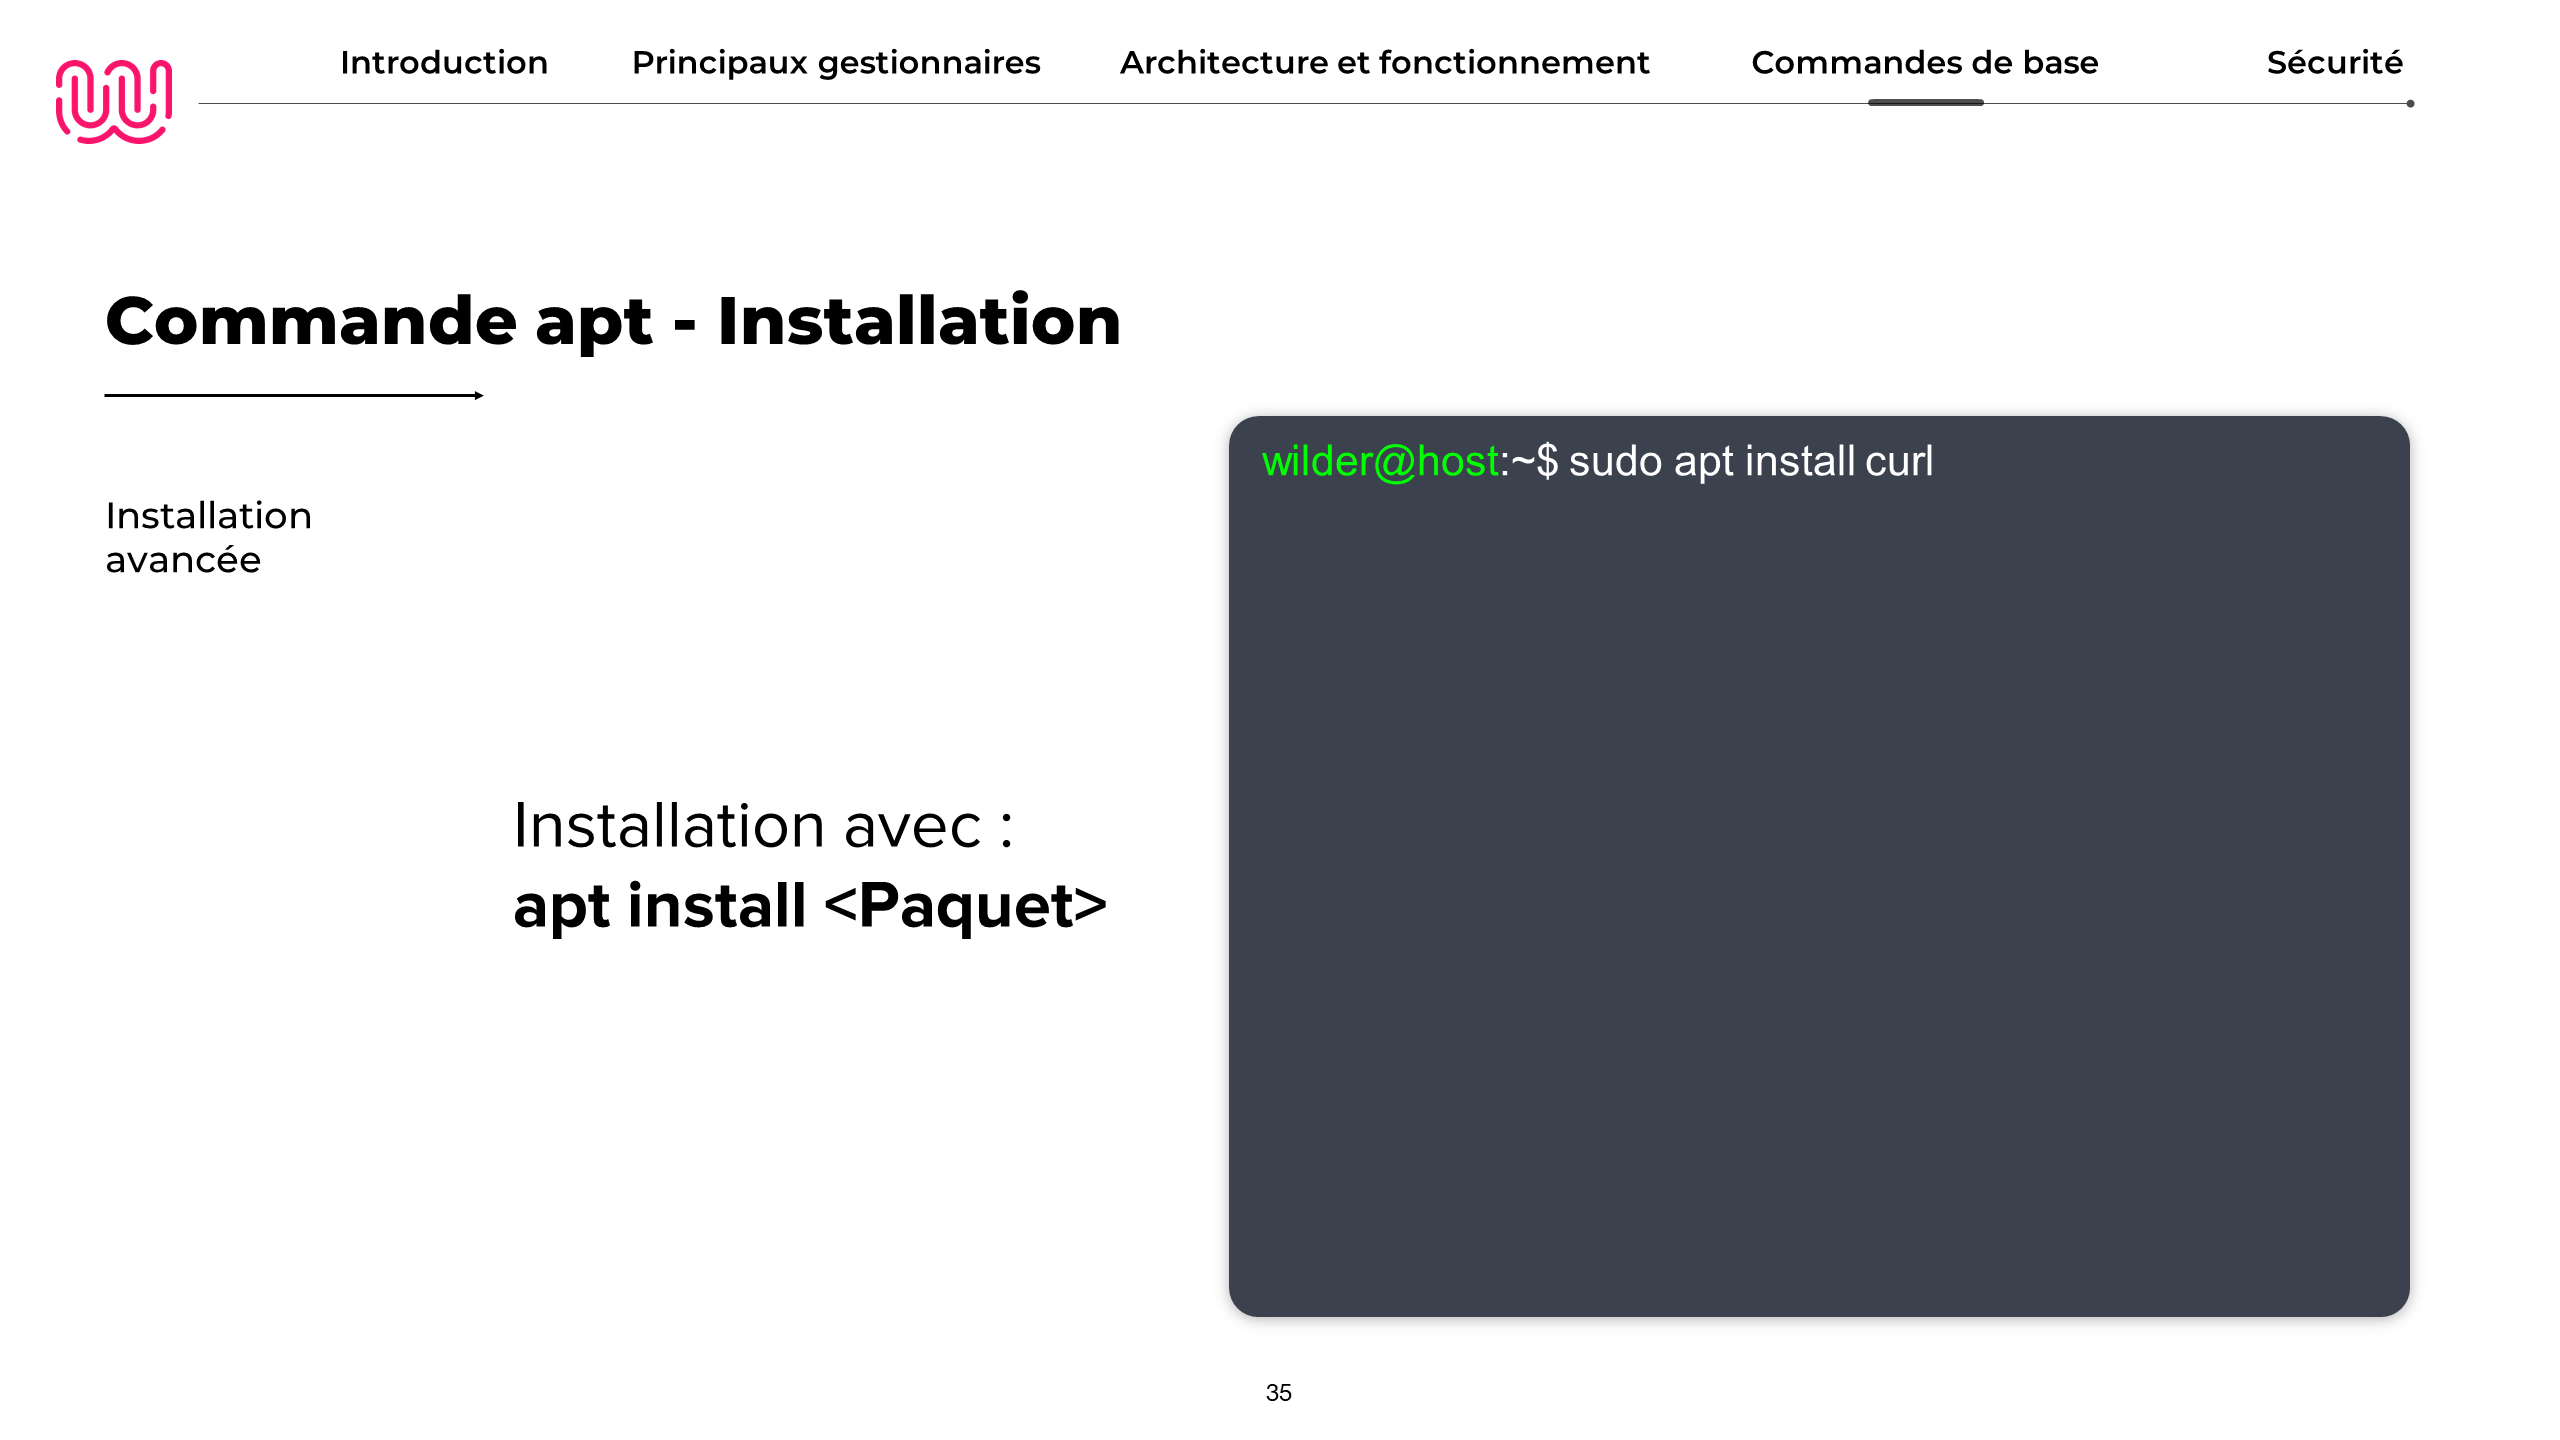 Introduction
Principaux gestionnaires
Architecture et fonctionnement
Commandes de base
Sécurité
Commande apt - Installation
Installation
avancée
Installation avec :
apt install <Paquet>
wilder@host:~$ sudo apt install curl
35